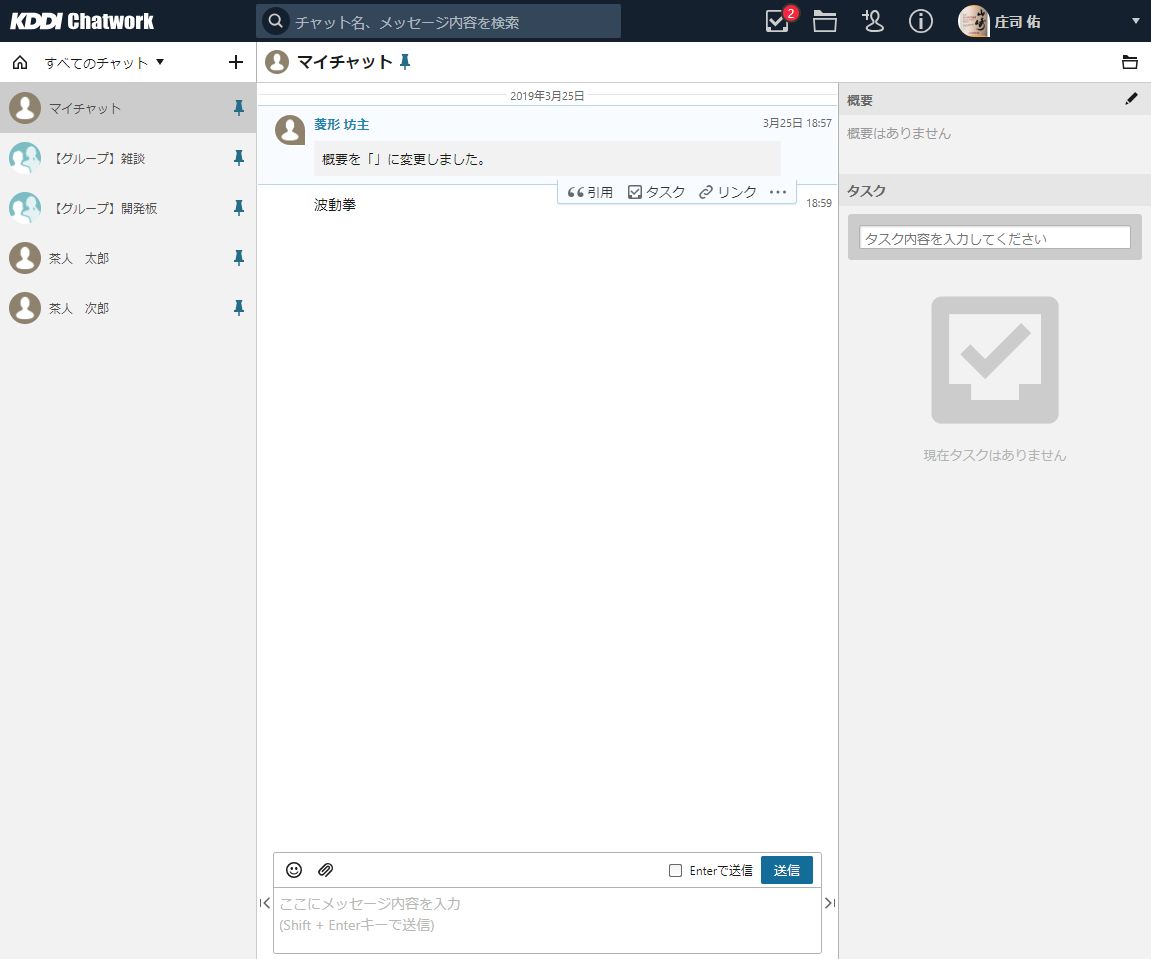 KDDI Chatwork
チャット名、メッセージ内容を検索
2
庄司 佑
すべてのチャット
マイチャット
マイチャット
【グループ】雑談
【グループ】開発板
茶人　太郎
茶人　次郎
2019年3月25日
菱形 坊主
3月25日 18:57
概要を「」に変更しました。
引用 タスク リンク
波動拳
18:59
Enterで送信
送信
ここにメッセージ内容を入力
(Shift + Enterキーで送信)
概要
概要はありません
タスク
タスク内容を入力してください
現在タスクはありません